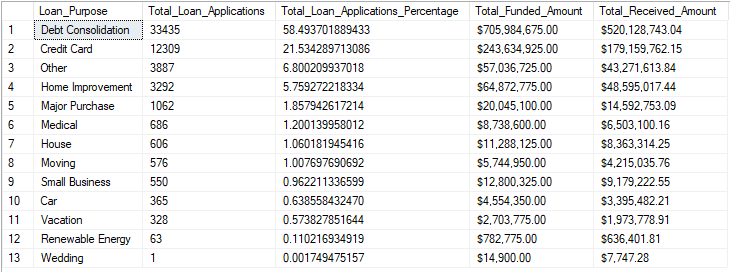 Loan_Purpose Total_Loan_Applications Total_Loan_Applications_Percentage Total_Funded_Amount Total_Received_Amount
1 Debt Consolidation 33435 58.493701889433 $705,984,675.00 $520,128,743.04
2 Credit Card 12309 21.534289713086 $243,634,925.00 $179,159,762.15
3 Other 3887 6.800209937018 $57,036,725.00 $43,271,613.84
4 Home Improvement 3292 5.759272218334 $64,872,775.00 $48,595,017.44
5 Major Purchase 1062 1.857942617214 $20,045,100.00 $14,592,753.09
6 Medical 686 1.200139958012 $8,738,600.00 $6,503,100.16
7 House 606 1.060181945416 $11,288,125.00 $8,363,314.25
8 Moving 576 1.007697690692 $5,744,950.00 $4,215,035.76
9 Small Business 550 0.962211336599 $12,800,325.00 $9,179,222.55
10 Car 365 0.638558432470 $4,554,350.00 $3,395,482.21
11 Vacation 328 0.573827851644 $2,703,775.00 $1,973,778.91
12 Renewable Energy 63 0.110216934919 $782,775.00 $636,401.81
13 Wedding 1 0.001749475157 $14,900.00 $7,747.28